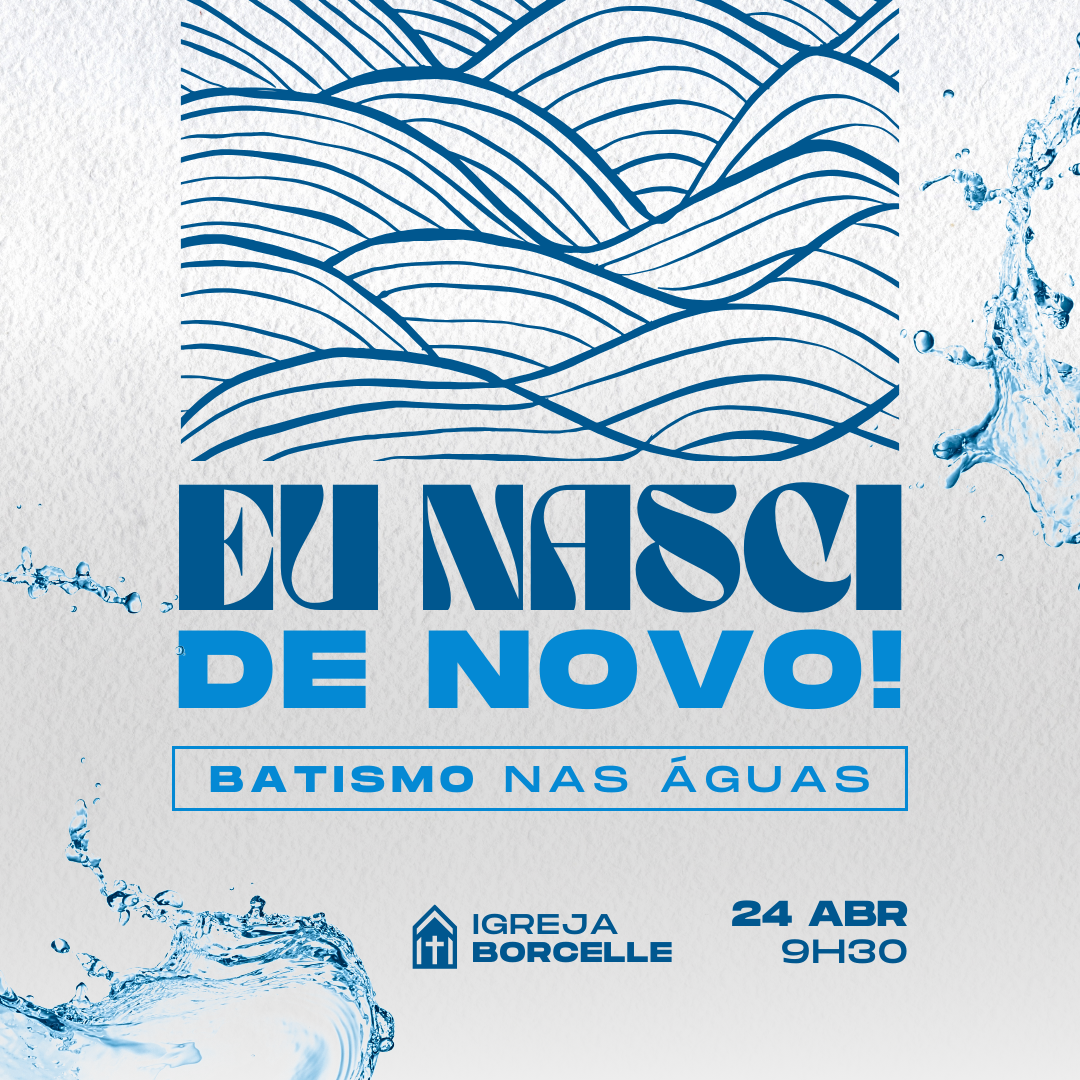 EU NASCI
DE NOVO!
BATISMO NAS ÁGUAS
IGREJA
BORCELLE
24 ABR
9H30